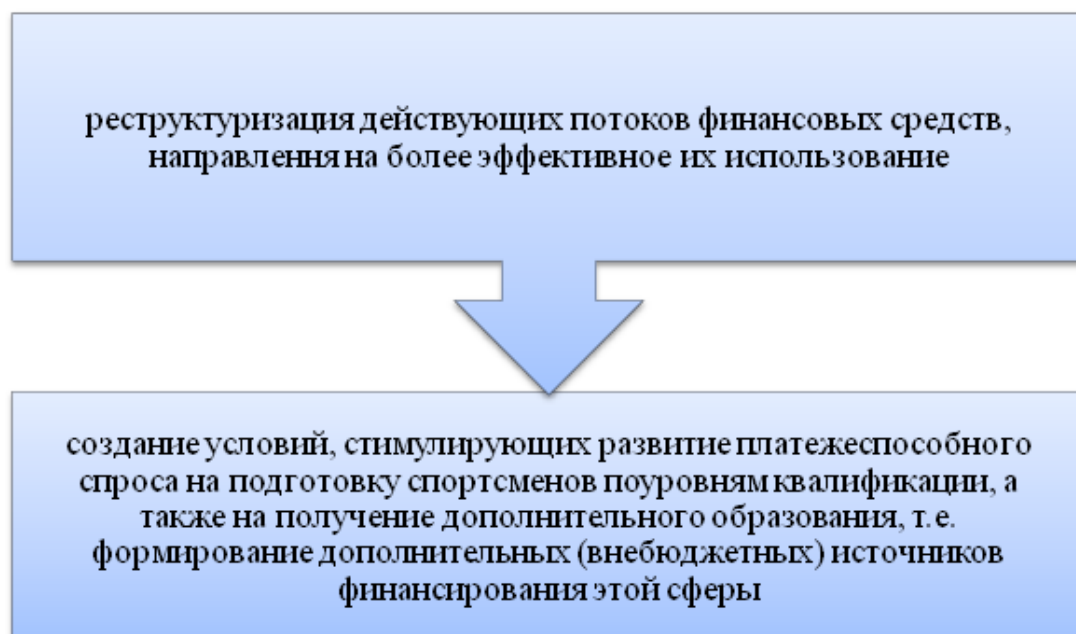 реструктуризация действующих потоков финансовых средств,
направлення на более эффективное их использование
создание условий, стимулирующих развитие платежеспособного
спроса на подготовку спортсменов поуровням квалификации, а
также на получение дополнительного образования, т.е.
формирование дополнительных (внебюджетных) источников
финансирования этой сферы